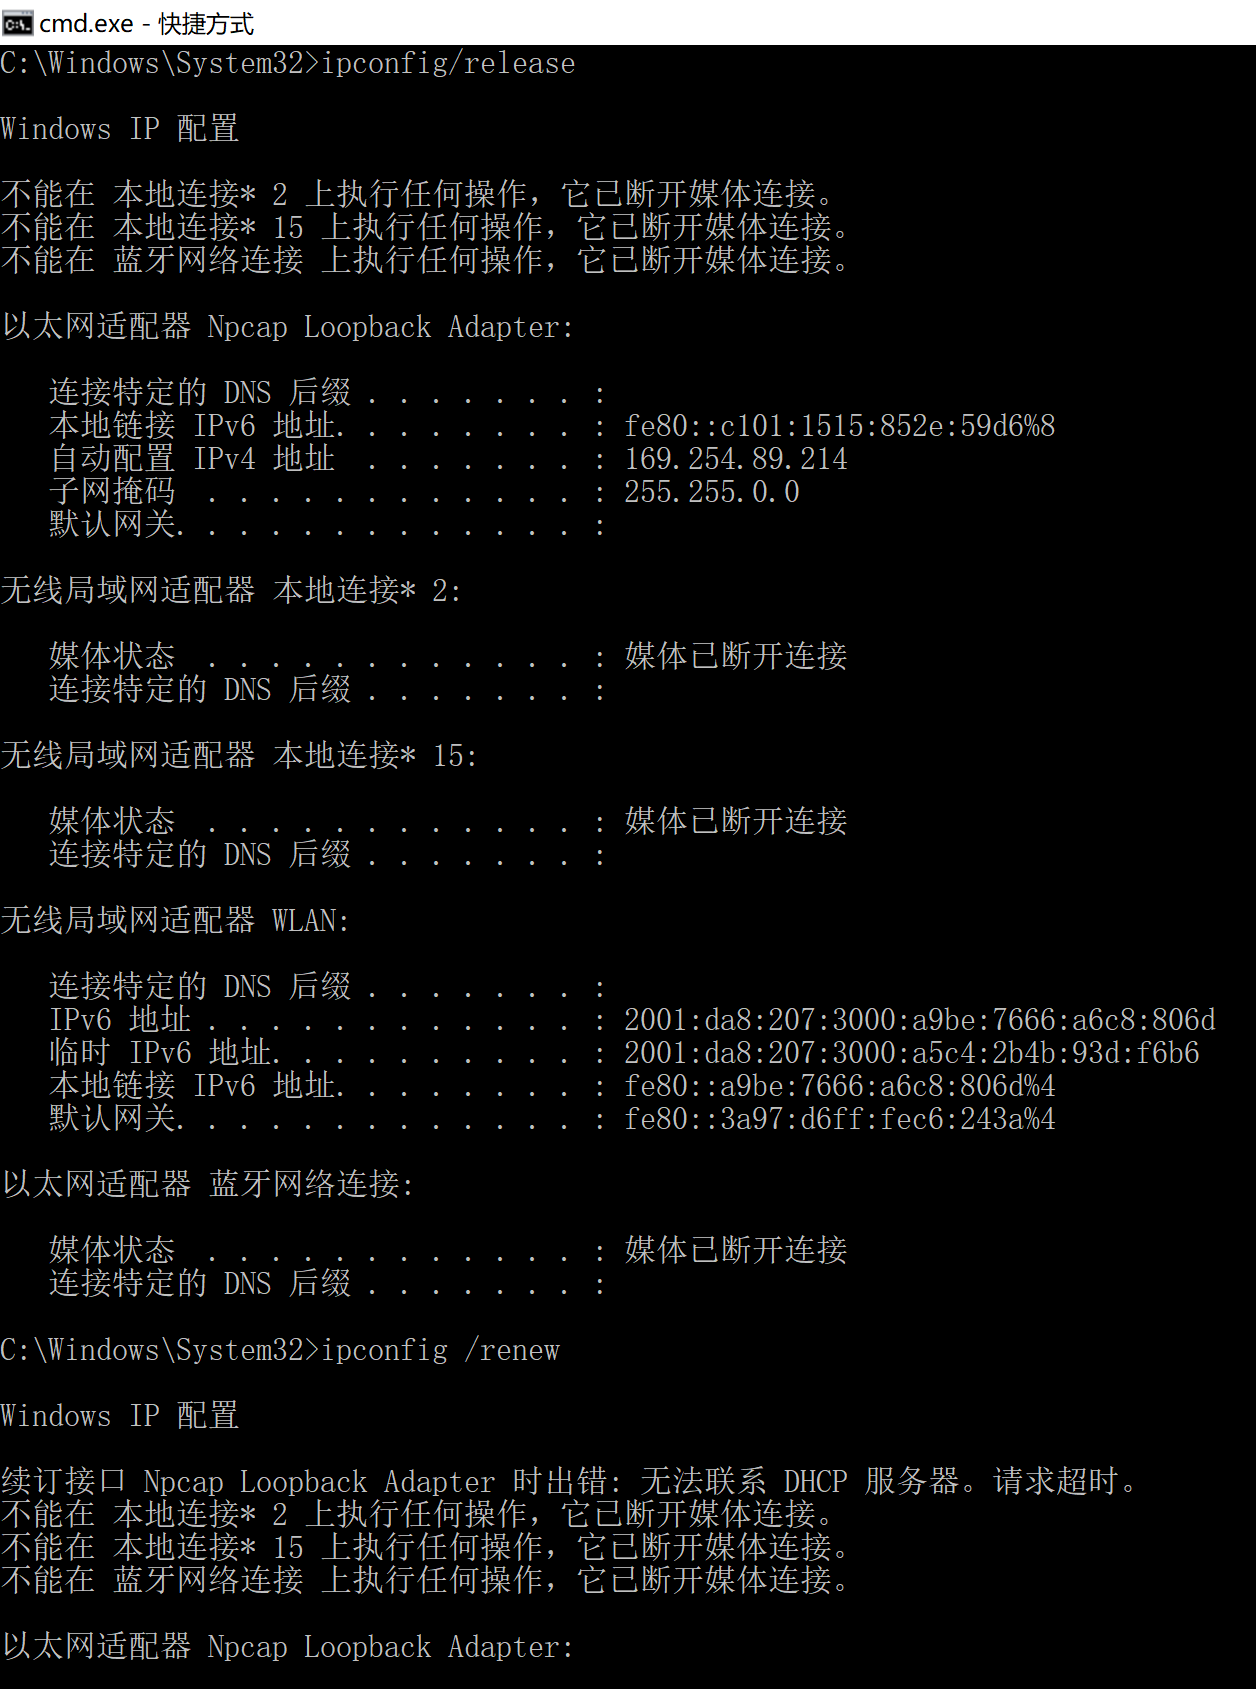 cmd.exe - 快捷方式
C:\Windows\System32>ipconfig/release
Windows IP 配置
不能在 本地连接* 2 上执行任何操作，它已断开媒体连接。
不能在 本地连接* 15 上执行任何操作，它已断开媒体连接。
不能在 蓝牙网络连接 上执行任何操作，它已断开媒体连接。
以太网适配器 Npcap Loopback Adapter:
连接特定的 DNS 后缀 . . . . . . . :
本地链接 IPv6 地址. . . . . . . . : fe80::c101:1515:852e:59d6%8
自动配置 IPv4 地址  . . . . . . . : 169.254.89.214
子网掩码  . . . . . . . . . . . . : 255.255.0.0
默认网关. . . . . . . . . . . . . :
无线局域网适配器 本地连接* 2:
媒体状态  . . . . . . . . . . . . : 媒体已断开连接
连接特定的 DNS 后缀 . . . . . . . :
无线局域网适配器 本地连接* 15:
媒体状态  . . . . . . . . . . . . : 媒体已断开连接
连接特定的 DNS 后缀 . . . . . . . :
无线局域网适配器 WLAN:
连接特定的 DNS 后缀 . . . . . . . :
IPv6 地址 . . . . . . . . . . . . : 2001:da8:207:3000:a9be:7666:a6c8:806d
临时 IPv6 地址. . . . . . . . . . : 2001:da8:207:3000:a5c4:2b4b:93d:f6b6
本地链接 IPv6 地址. . . . . . . . : fe80::a9be:7666:a6c8:806d%4
默认网关. . . . . . . . . . . . . : fe80::3a97:d6ff:fec6:243a%4
以太网适配器 蓝牙网络连接:
媒体状态  . . . . . . . . . . . . : 媒体已断开连接
连接特定的 DNS 后缀 . . . . . . . :
C:\Windows\System32>ipconfig /renew
Windows IP 配置
续订接口 Npcap Loopback Adapter 时出错: 无法联系 DHCP 服务器。请求超时。
不能在 本地连接* 2 上执行任何操作，它已断开媒体连接。
不能在 本地连接* 15 上执行任何操作，它已断开媒体连接。
不能在 蓝牙网络连接 上执行任何操作，它已断开媒体连接。
以太网适配器 Npcap Loopback Adapter: